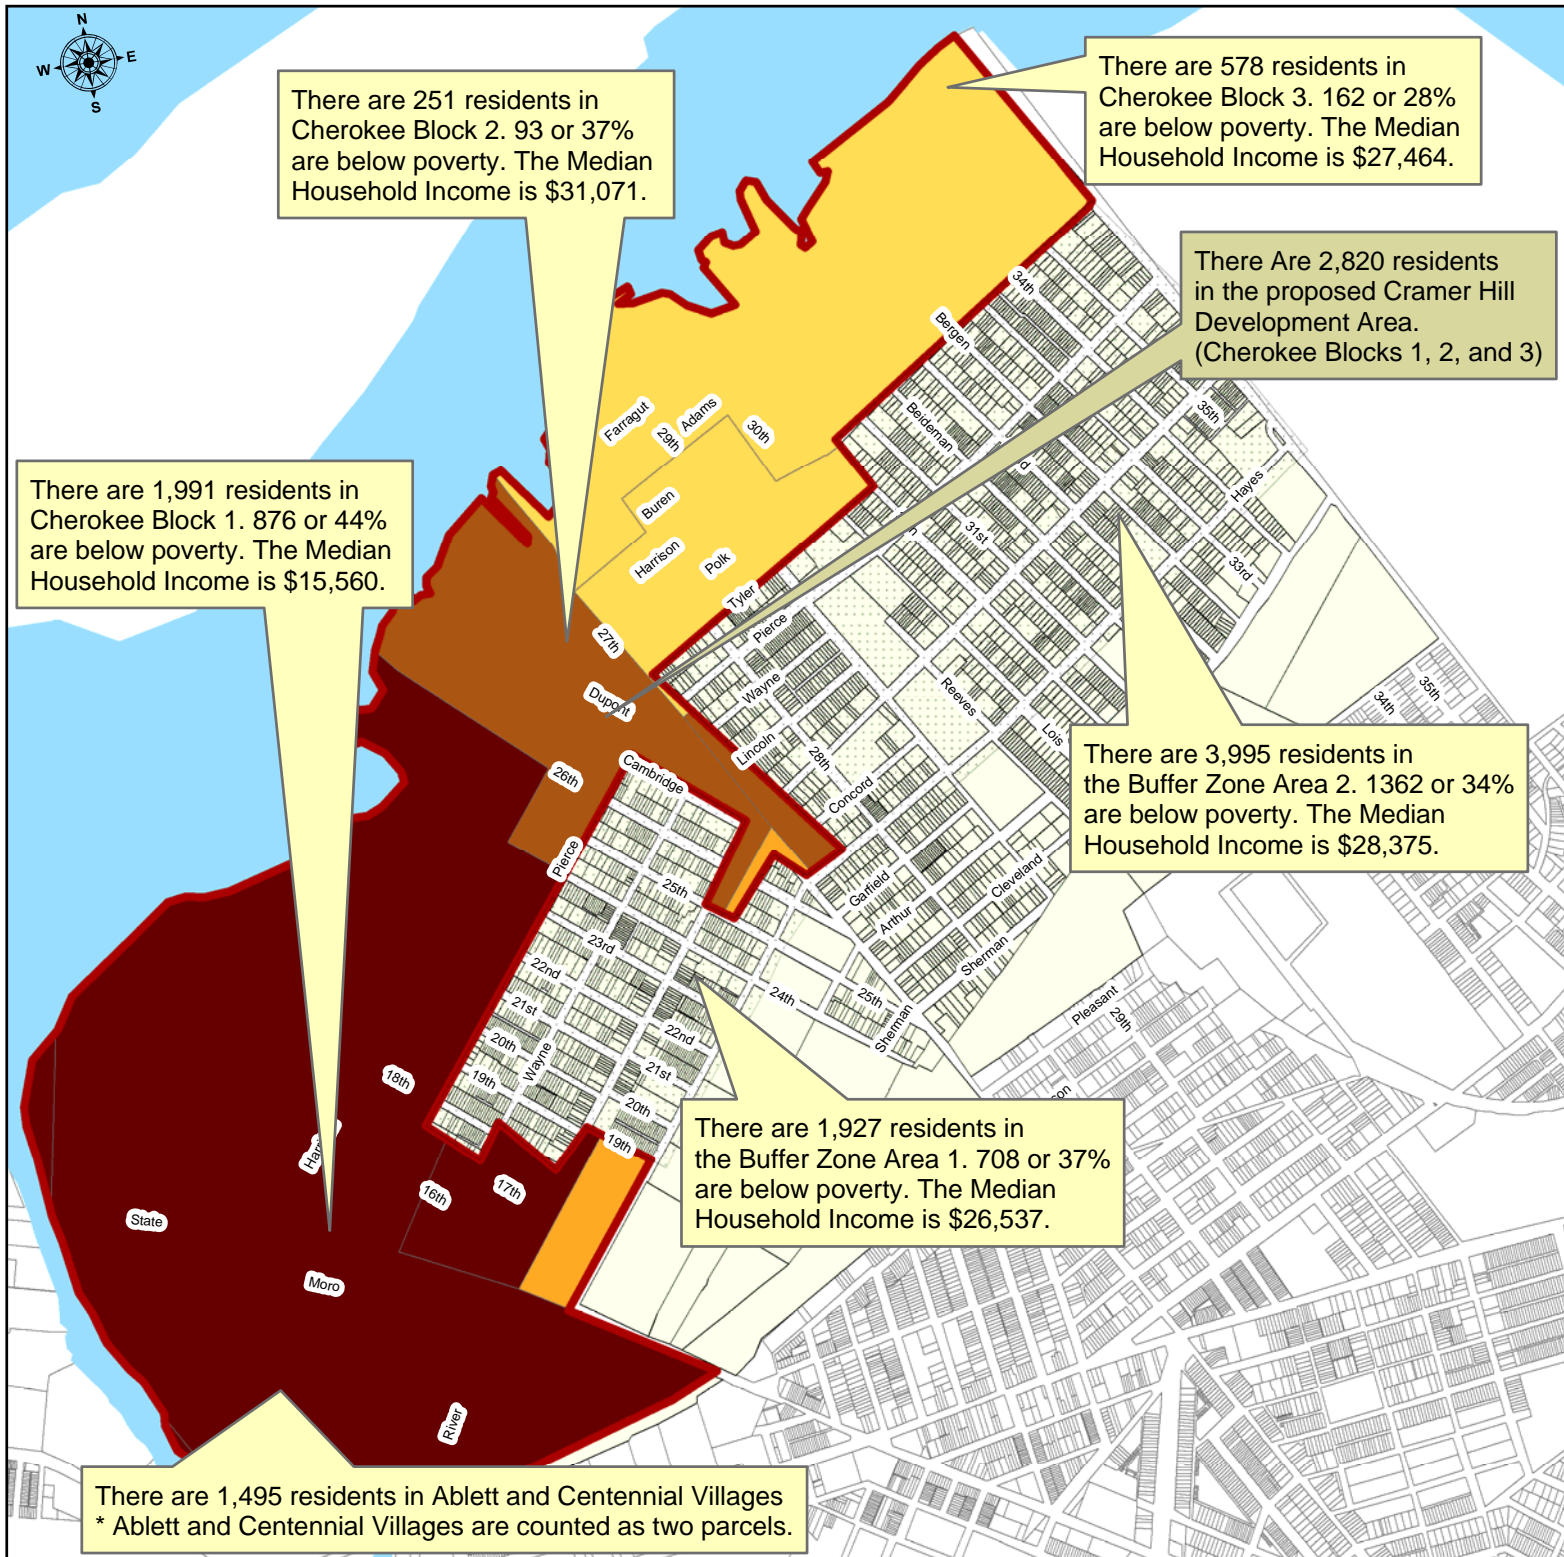 N
W
E
S
There are 251 residents in
Cherokee Block 2. 93 or 37%
are below poverty. The Median
Household Income is $31,071.
There are 578 residents in
Cherokee Block 3. 162 or 28%
are below poverty. The Median
Household Income is $27,464.
There Are 2,820 residents
in the proposed Cramer Hill
Development Area.
(Cherokee Blocks 1, 2, and 3)
There are 1,991 residents in
Cherokee Block 1. 876 or 44%
are below poverty. The Median
Household Income is $15,560.
There are 3,995 residents in
the Buffer Zone Area 2. 1362 or 34%
are below poverty. The Median
Household Income is $28,375.
There are 1,927 residents in
the Buffer Zone Area 1. 708 or 37%
are below poverty. The Median
Household Income is $26,537.
There are 1,495 residents in Ablett and Centennial Villages
* Ablett and Centennial Villages are counted as two parcels.
34th
Bergen
Beideman
35th
Hayes
33rd
31st
Farragut
29th
Adams
30th
Buren
Harrison
Polk
Tyler
Pierce
27th
Dupont
Wayne
Lincoln
28th
Reeves
Lois
34th
35th
Concord
Cambridge
26th
Pierce
25th
Garfield
Arthur
Cleveland
Sherman
23rd
22nd
21st
20th
19th
Wayne
24th
25th
Sherman
Pleasant
29th
22nd
21st
20th
19th
18th
17th
16th
State
Moro
River